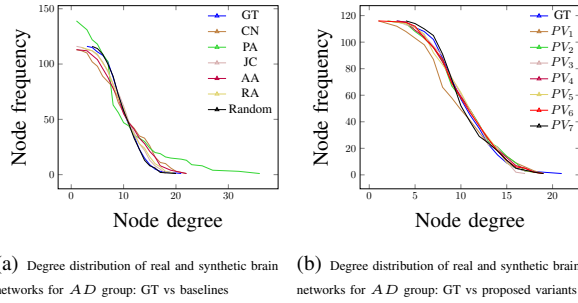 GT
CN
PA
JC
AA
RA
Random
Node frequency
150
100
50
0
0 10 20 30
Node degree
GT
PV1
PV2
PV3
PV4
PV5
PV6
PV7
Node frequency
120
100
80
60
40
20
0
0 5 10 15 20
Node degree
(a) Degree distribution of real and synthetic brain
networks for AD group: GT vs baselines
(b) Degree distribution of real and synthetic brain
networks for AD group: GT vs proposed variants